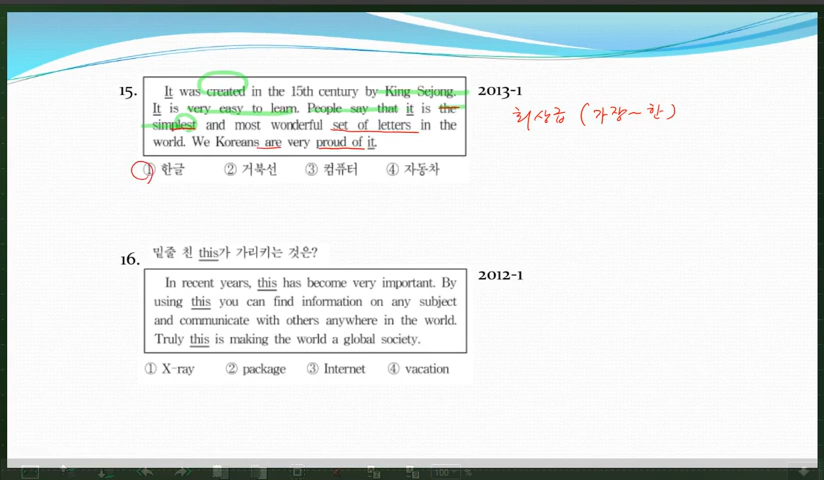 15.
It was created in the 15th century by King Sejong.
It is very easy to learn. People say that it is the
simplest and most wonderful set of letters in the
world. We Koreans are very proud of it.
2013-1
최상급 (가장~한)
① 한글 ② 거북선 ③ 컴퓨터 ④ 자동차
16.
밑줄 친 this가 가리키는 것은?
In recent years, this has become very important. By
using this you can find information on any subject
and communicate with others anywhere in the world.
Truly this is making the world a global society.
2012-1
① X-ray ② package ③ Internet ④ vacation
100 %